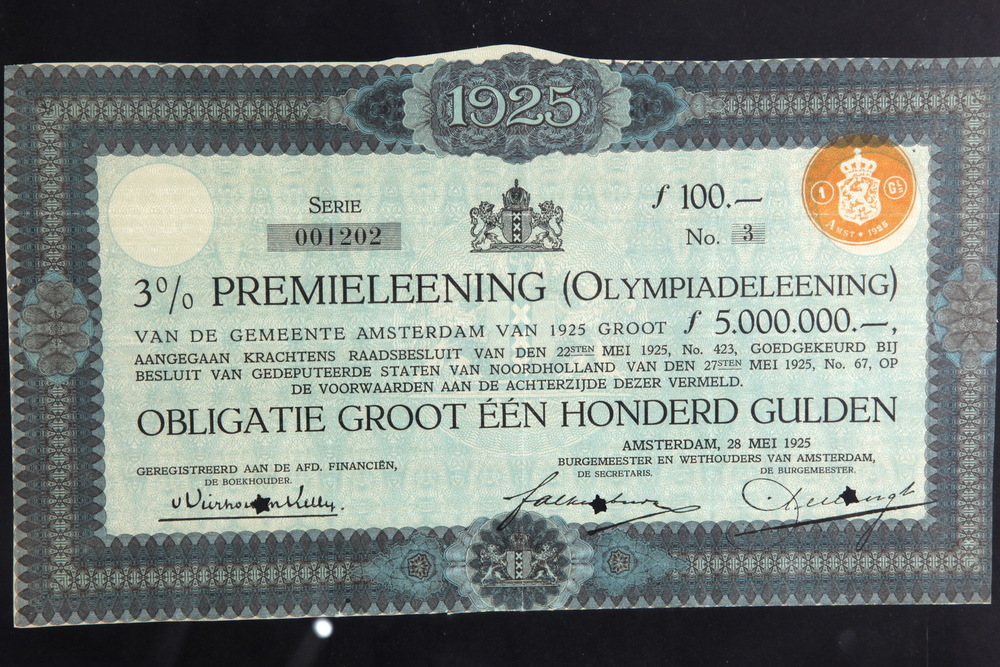 1925
SERIE
001202
ƒ 100.—
No. 3
1 GLS
AMST ★ 1925
3% PREMIELEENING (OLYMPIADELEENING)
VAN DE GEMEENTE AMSTERDAM VAN 1925 GROOT ƒ 5.000.000.—,
AANGEGAAN KRACHTENS RAADSBESLUIT VAN DEN 22STEN MEI 1925, No. 423, GOEDGEKEURD BIJ
BESLUIT VAN GEDEPUTEERDE STATEN VAN NOORDHOLLAND VAN DEN 27STEN MEI 1925, No. 67, OP
DE VOORWAARDEN AAN DE ACHTERZIJDE DEZER VERMELD.
OBLIGATIE GROOT ÉÉN HONDERD GULDEN
AMSTERDAM, 28 MEI 1925
BURGEMEESTER EN WETHOUDERS VAN AMSTERDAM,
DE SECRETARIS. DE BURGEMEESTER.
GEREGISTREERD AAN DE AFD. FINANCIËN,
DE BOEKHOUDER.